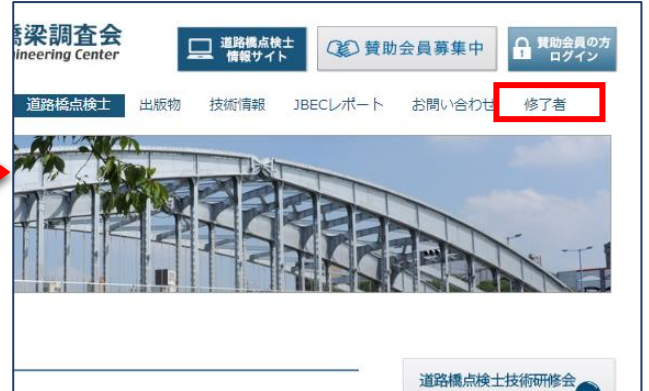 橋梁調査会
ineering Center
道路橋点検士
情報サイト
賛助会員募集中
賛助会員の方
ログイン
道路橋点検士 出版物 技術情報 JBECレポート お問い合わせ 修了者
道路橋点検士技術研修会